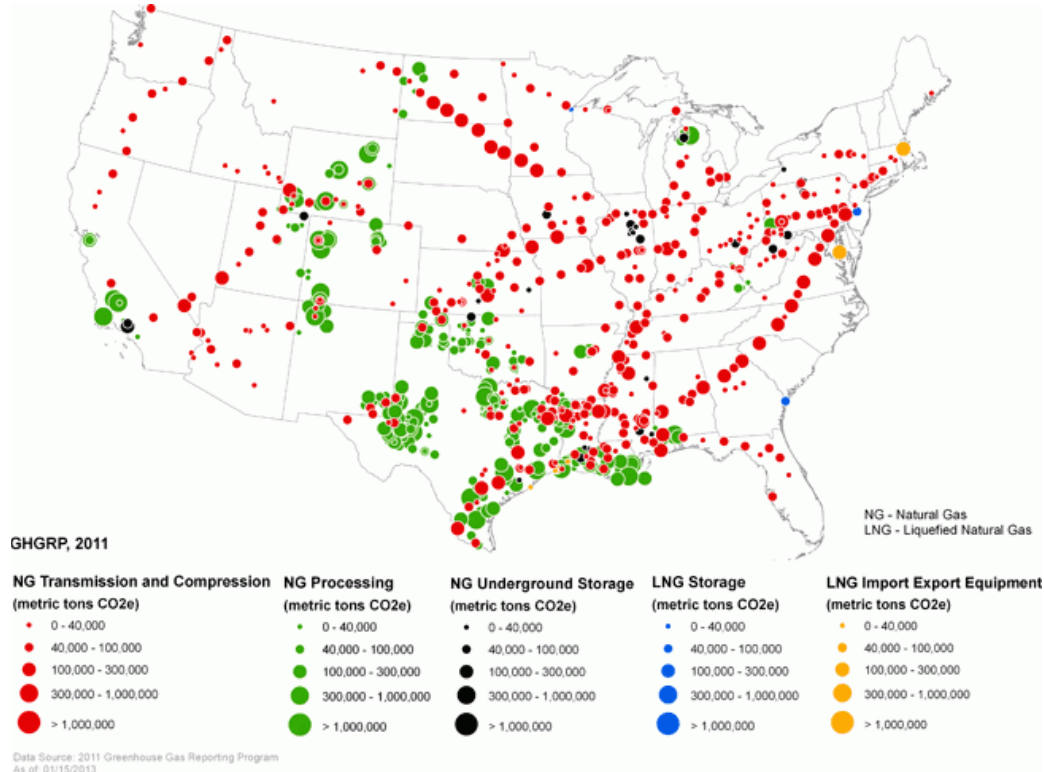 NG - Natural Gas
LNG - Liquefied Natural Gas
GHGRP, 2011
NG Transmission and Compression
(metric tons CO2e)
0 - 40,000
40,000 - 100,000
100,000 - 300,000
300,000 - 1,000,000
> 1,000,000
NG Processing
(metric tons CO2e)
0 - 40,000
40,000 - 100,000
100,000 - 300,000
300,000 - 1,000,000
> 1,000,000
NG Underground Storage
(metric tons CO2e)
0 - 40,000
40,000 - 100,000
100,000 - 300,000
300,000 - 1,000,000
> 1,000,000
LNG Storage
(metric tons CO2e)
0 - 40,000
40,000 - 100,000
100,000 - 300,000
300,000 - 1,000,000
> 1,000,000
LNG Import Export Equipment
(metric tons CO2e)
0 - 40,000
40,000 - 100,000
100,000 - 300,000
300,000 - 1,000,000
> 1,000,000
Data Source: 2011 Greenhouse Gas Reporting Program
As of: 01/15/2013